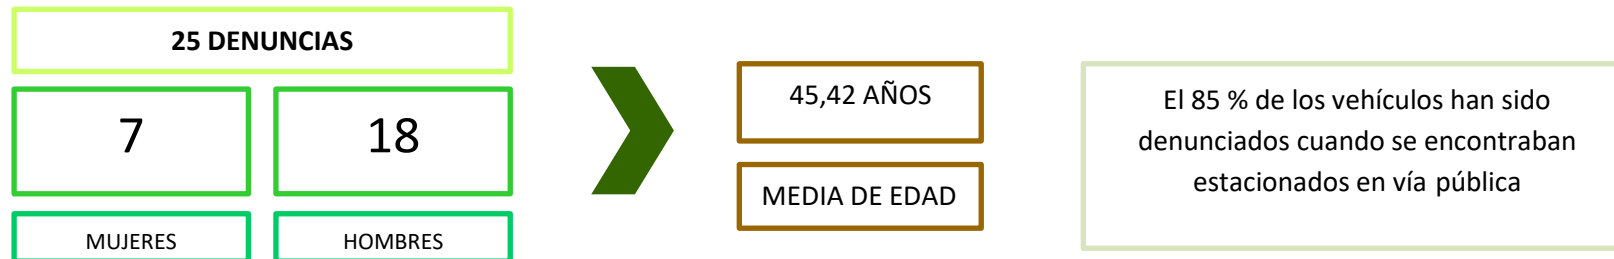 25 DENUNCIAS
7
18
MUJERES
HOMBRES
45,42 AÑOS
MEDIA DE EDAD
El 85 % de los vehículos han sido
denunciados cuando se encontraban
estacionados en vía pública